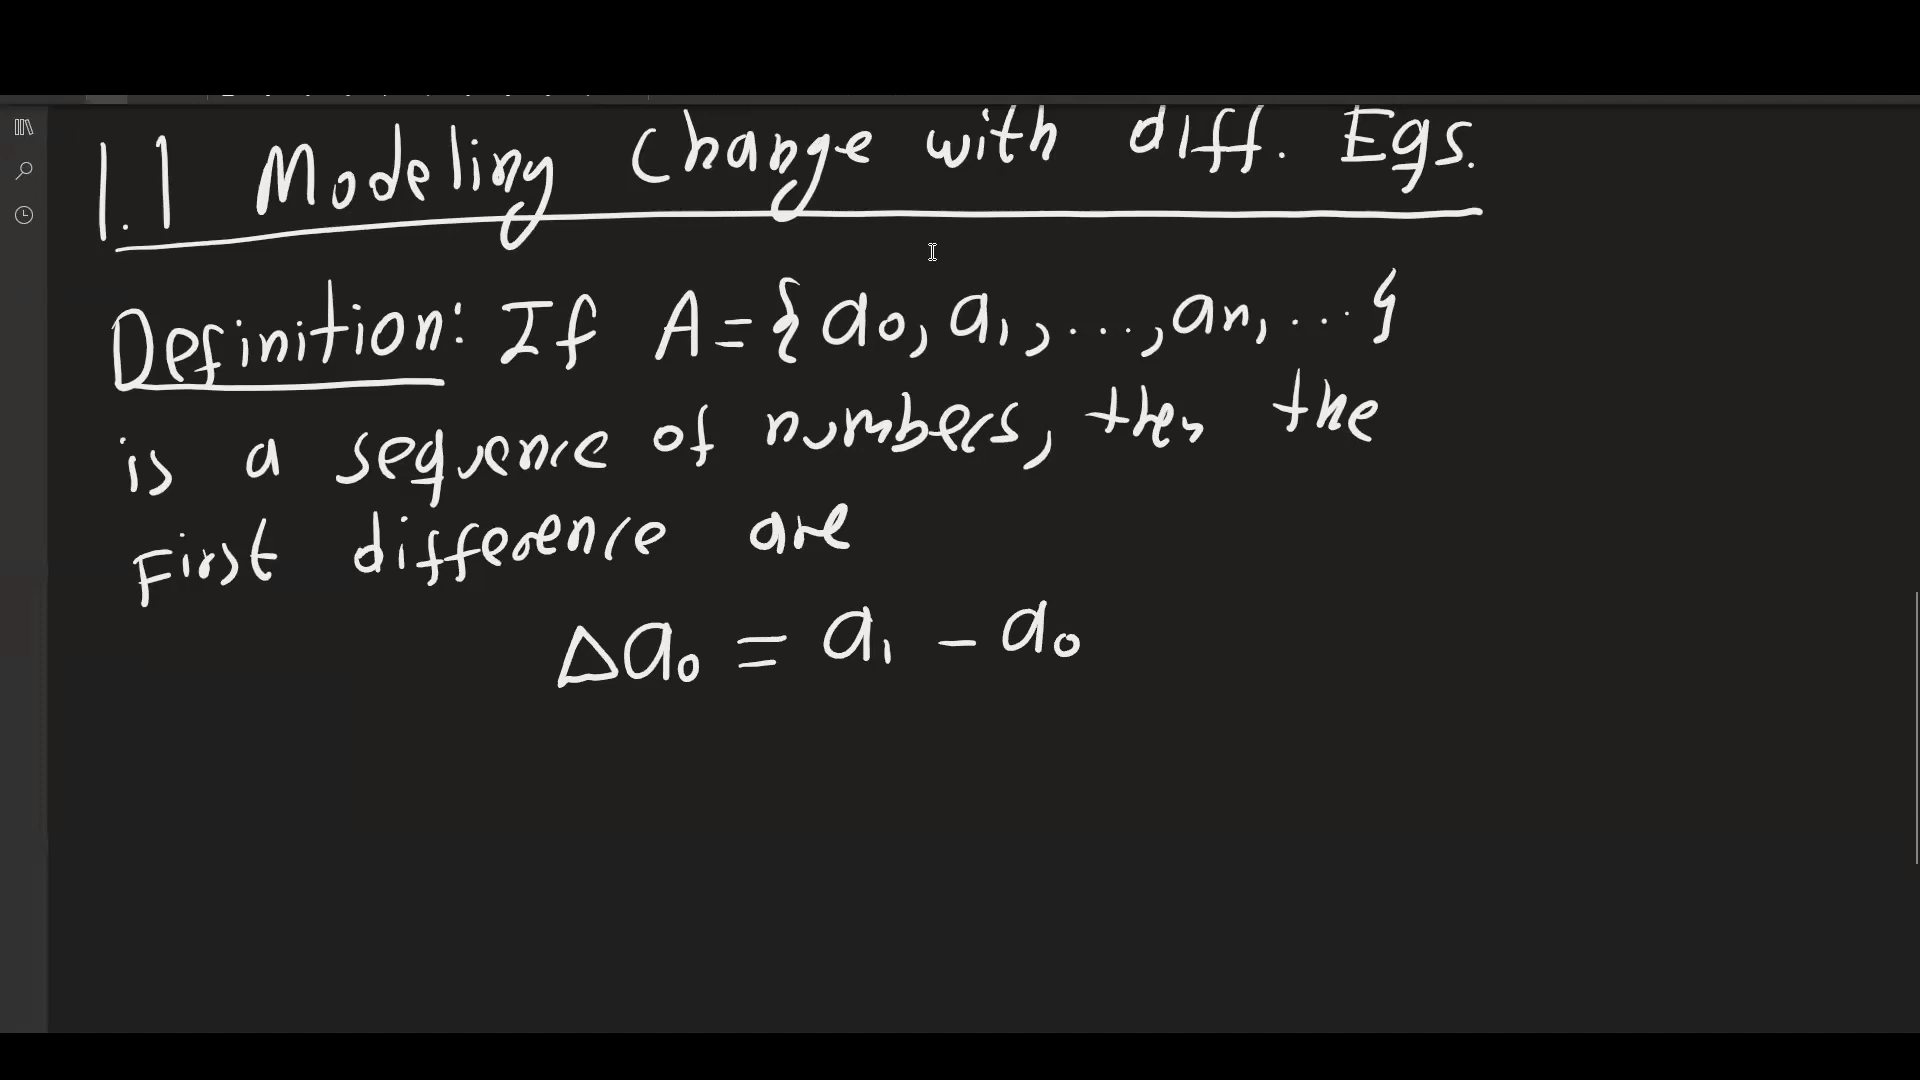 1.1 Modeling Change with diff. Eqs.
Definition: If A = {a₀, a₁, ..., aₙ, ...}
is a sequence of numbers, then the
First difference are
Δa₀ = a₁ - a₀